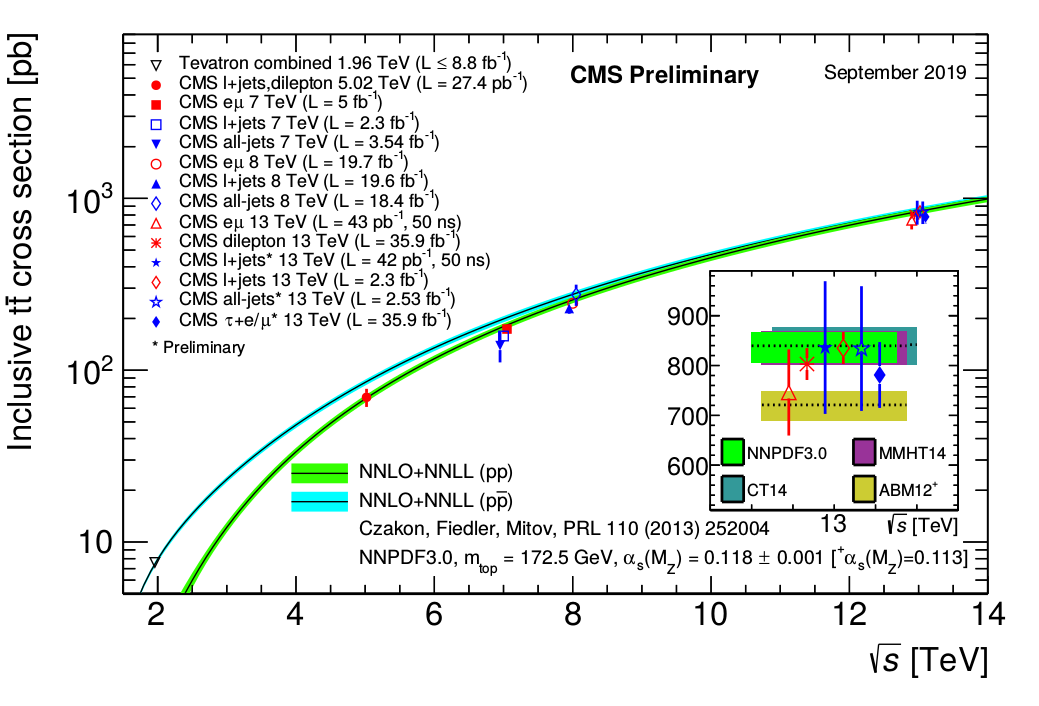 Inclusive tt̄ cross section [pb]
CMS Preliminary
September 2019
Tevatron combined 1.96 TeV (L ≤ 8.8 fb⁻¹)
CMS l+jets,dilepton 5.02 TeV (L = 27.4 pb⁻¹)
CMS eμ 7 TeV (L = 5 fb⁻¹)
CMS l+jets 7 TeV (L = 2.3 fb⁻¹)
CMS all-jets 7 TeV (L = 3.54 fb⁻¹)
CMS eμ 8 TeV (L = 19.7 fb⁻¹)
CMS l+jets 8 TeV (L = 19.6 fb⁻¹)
CMS all-jets 8 TeV (L = 18.4 fb⁻¹)
CMS eμ 13 TeV (L = 43 pb⁻¹, 50 ns)
CMS dilepton 13 TeV (L = 35.9 fb⁻¹)
CMS l+jets* 13 TeV (L = 42 pb⁻¹, 50 ns)
CMS l+jets 13 TeV (L = 2.3 fb⁻¹)
CMS all-jets* 13 TeV (L = 2.53 fb⁻¹)
CMS τ+e/μ* 13 TeV (L = 35.9 fb⁻¹)
* Preliminary
10³
10²
10
900
800
700
600
NNPDF3.0
MMHT14
CT14
ABM12⁺
13
√s [TeV]
NNLO+NNLL (pp)
NNLO+NNLL (pp̄)
Czakon, Fiedler, Mitov, PRL 110 (2013) 252004
NNPDF3.0, m_top = 172.5 GeV, α_s(M_Z) = 0.118 ± 0.001 [⁺α_s(M_Z)=0.113]
2 4 6 8 10 12 14
√s [TeV]